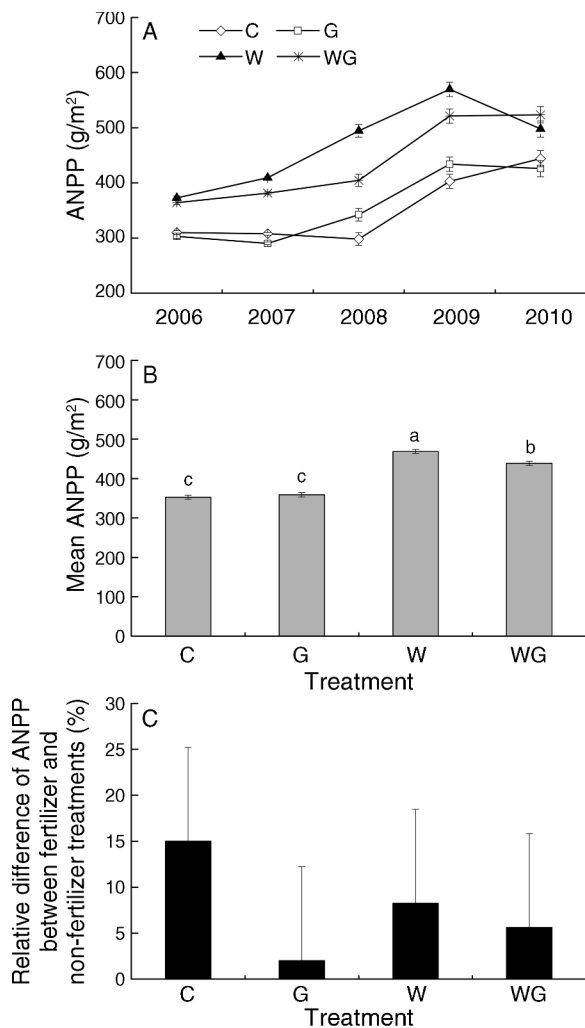 A
C
G
W
WG
ANPP (g/m²)
700
600
500
400
300
200
2006 2007 2008 2009 2010
B
Mean ANPP (g/m²)
700
600
500
400
300
200
100
0
c c a b
C G W WG
Treatment
C
Relative difference of ANPP
between fertilizer and
non-fertilizer treatments (%)
30
25
20
15
10
5
0
C G W WG
Treatment